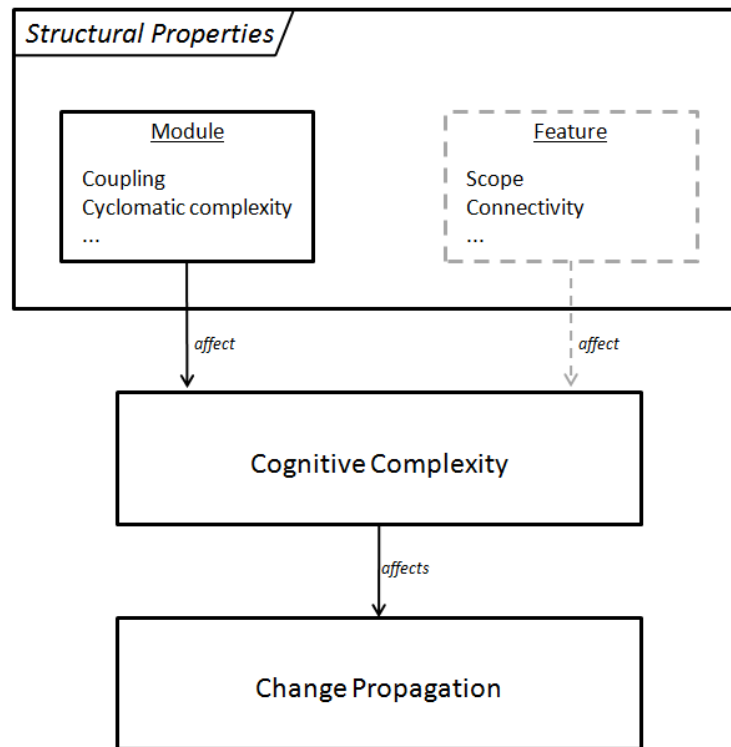 Structural Properties
Module
Coupling
Cyclomatic complexity
...
Feature
Scope
Connectivity
...
affect
affect
Cognitive Complexity
affects
Change Propagation